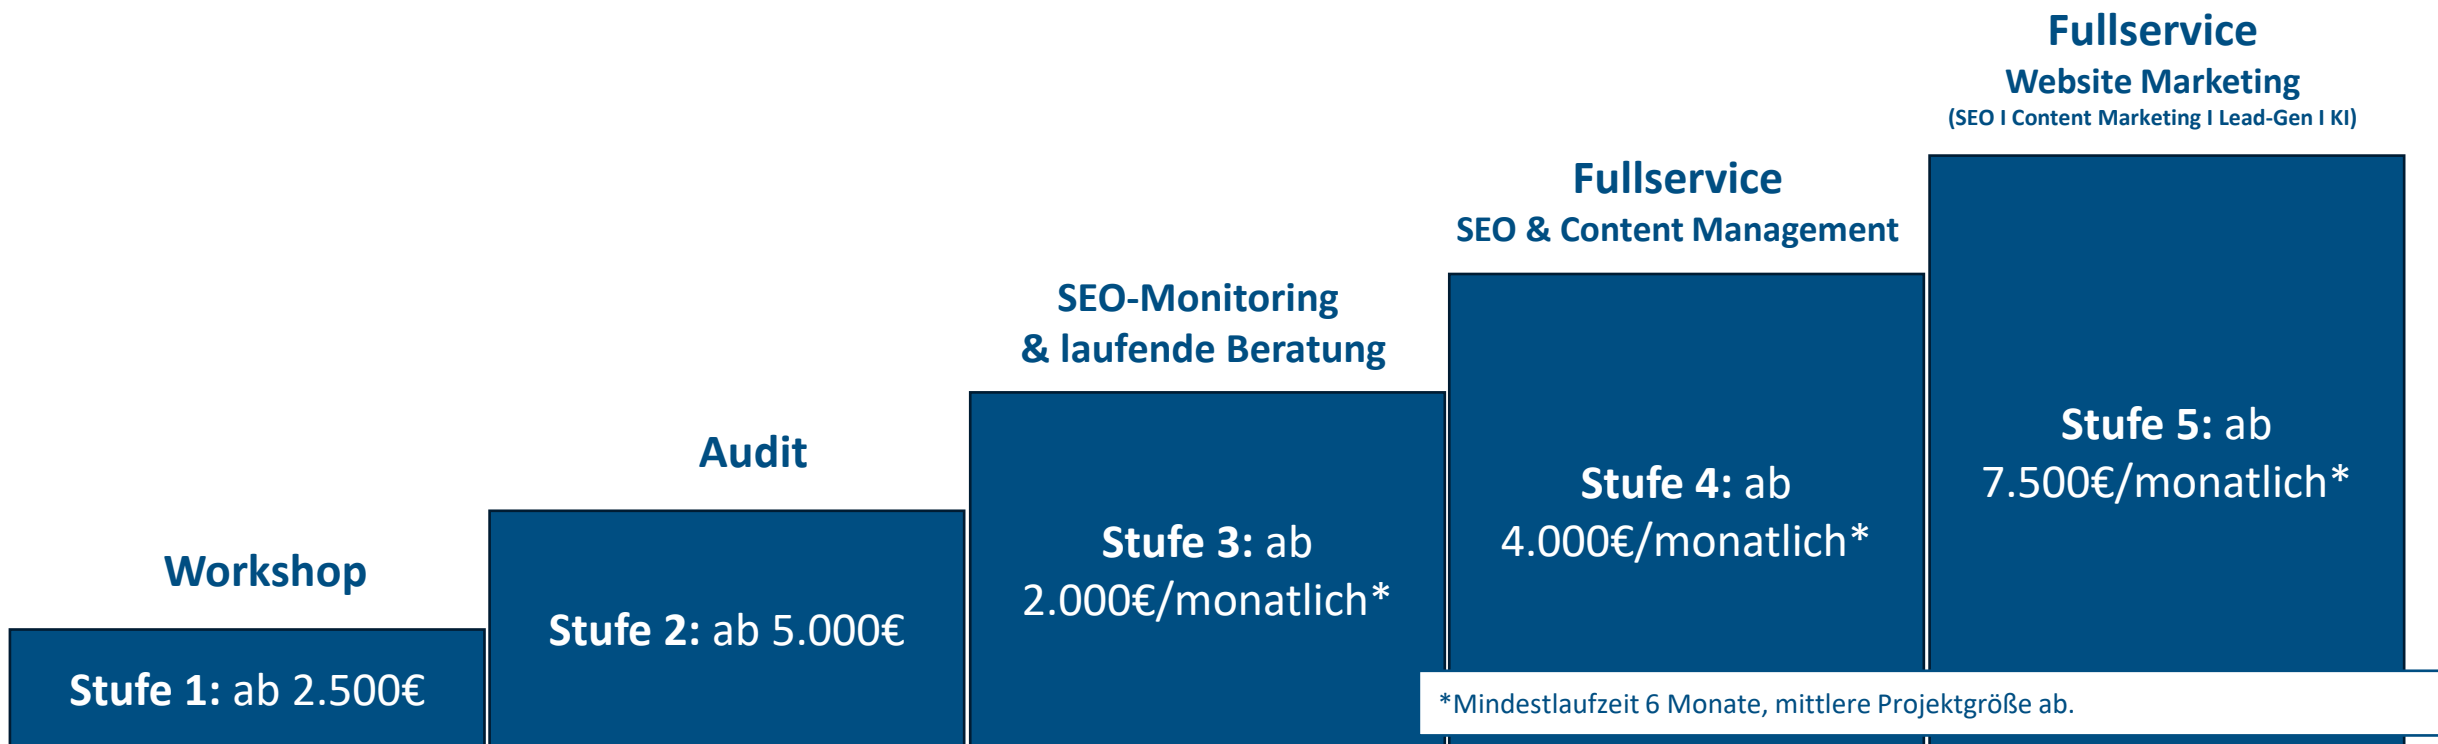 Workshop
Stufe 1: ab 2.500€
Audit
Stufe 2: ab 5.000€
SEO-Monitoring
& laufende Beratung
Stufe 3: ab
2.000€/monatlich*
Fullservice
SEO & Content Management
Stufe 4: ab
4.000€/monatlich*
Fullservice
Website Marketing
(SEO I Content Marketing I Lead-Gen I KI)
Stufe 5: ab
7.500€/monatlich*
*Mindestlaufzeit 6 Monate, mittlere Projektgröße ab.